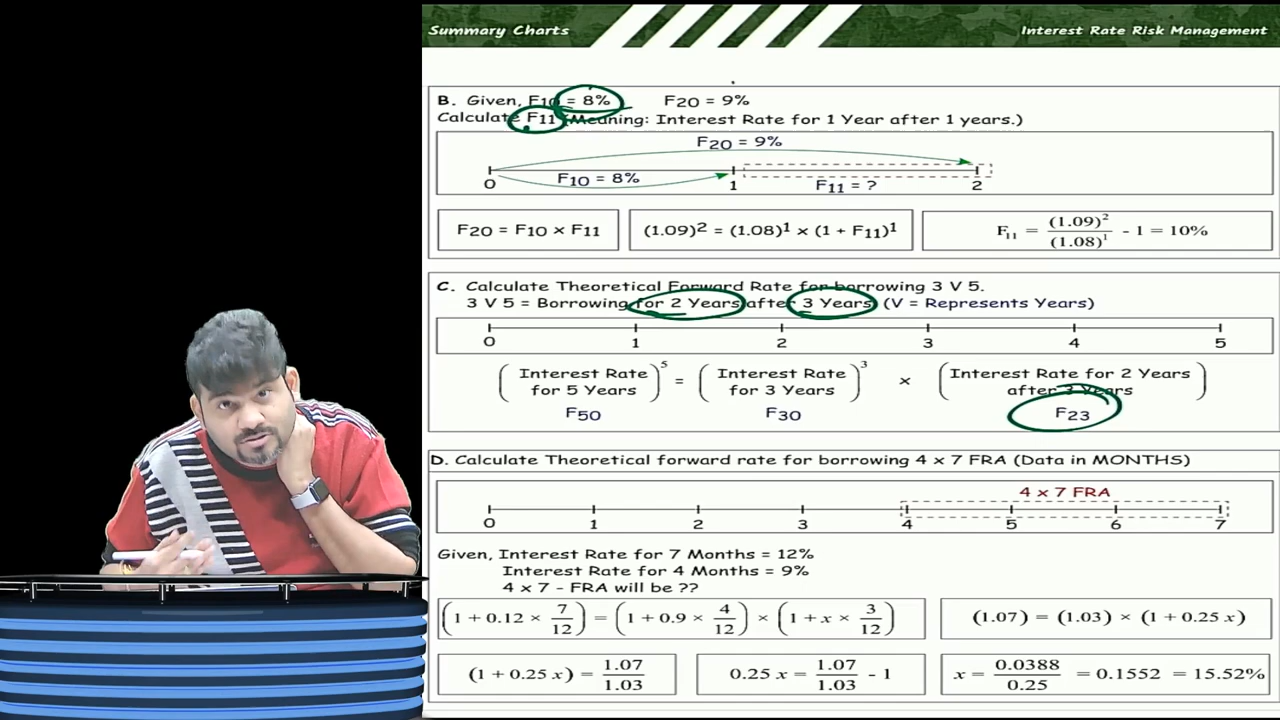 Summary Charts
Interest Rate Risk Management
B. Given, F10 = 8% F20 = 9%
Calculate F11 (Meaning: Interest Rate for 1 Year after 1 years.)
F20 = 9%
F10 = 8%
F11 = ?
0 1 2
F20 = F10 × F11
(1.09)² = (1.08)¹ × (1 + F11)¹
F₁₁ = (1.09)² / (1.08)¹ - 1 = 10%
C. Calculate Theoretical Forward Rate for borrowing 3 V 5.
3 V 5 = Borrowing for 2 Years after 3 Years (V = Represents Years)
0 1 2 3 4 5
(Interest Rate for 5 Years)⁵ = (Interest Rate for 3 Years)³ × (Interest Rate for 2 Years after 3 Years)
F50 F30 F23
D. Calculate Theoretical forward rate for borrowing 4 x 7 FRA (Data in MONTHS)
4 x 7 FRA
0 1 2 3 4 5 6 7
Given, Interest Rate for 7 Months = 12%
Interest Rate for 4 Months = 9%
4 x 7 - FRA will be ??
(1 + 0.12 × 7/12) = (1 + 0.9 × 4/12) × (1 + x × 3/12)
(1.07) = (1.03) × (1 + 0.25 x)
(1 + 0.25 x) = 1.07/1.03
0.25 x = 1.07/1.03 - 1
x = 0.0388/0.25 = 0.1552 = 15.52%